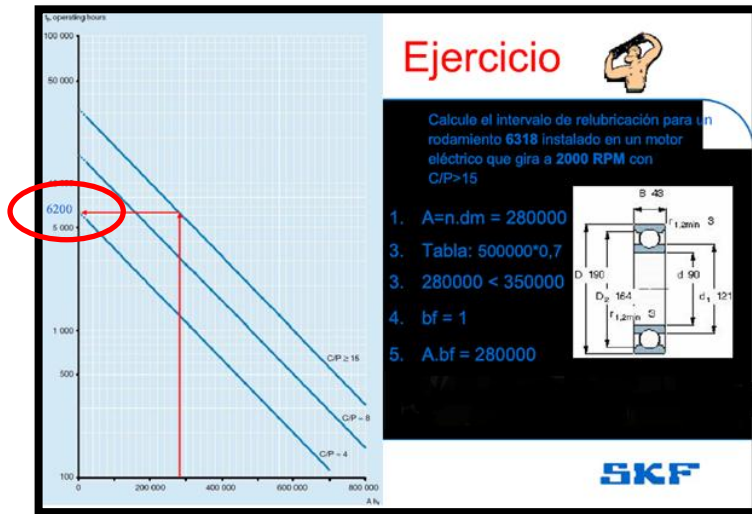 tf, operating hours
100 000
50 000
6200
5 000
1 000
500
100
0
200 000
400 000
600 000
800 000
A bf
C/P ≥ 15
C/P = 8
C/P = 4
Ejercicio
Calcule el intervalo de relubricación para un
rodamiento 6318 instalado en un motor
eléctrico que gira a 2000 RPM con
C/P>15
1. A=n.dm = 280000
3. Tabla: 500000*0,7
3. 280000 < 350000
4. bf = 1
5. A.bf = 280000
B 43
r1,2min 3
D 190
d 90
D2 164
d1 121
r1,2min 3
SKF